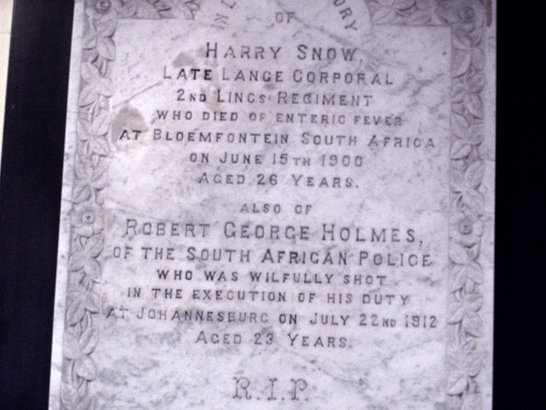 OF
HARRY SNOW,
LATE LANCE CORPORAL
2ND LINCS REGIMENT
WHO DIED OF ENTERIC FEVER
AT BLOEMFONTEIN SOUTH AFRICA
ON JUNE 15TH 1900
AGED 26 YEARS.
ALSO OF
ROBERT GEORGE HOLMES,
OF THE SOUTH AFRICAN POLICE
WHO WAS WILFULLY SHOT
IN THE EXECUTION OF HIS DUTY
AT JOHANNESBURG ON JULY 22ND 1912
AGED 23 YEARS.
R.I.P.